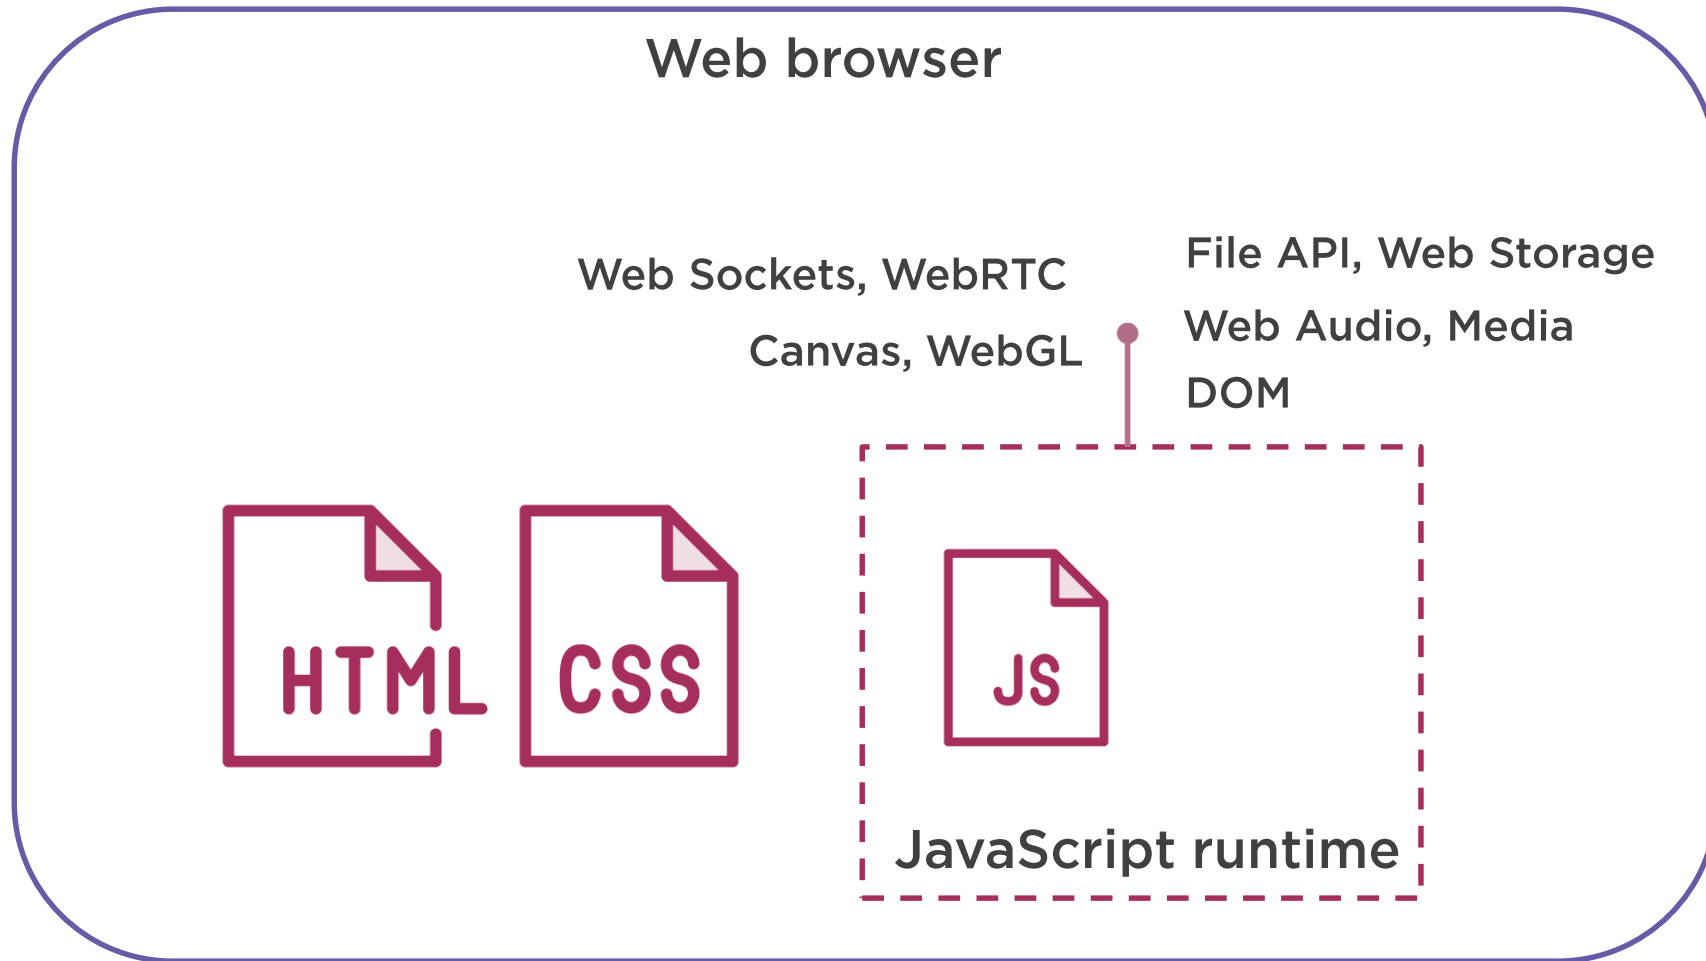 Web browser
Web Sockets, WebRTC
Canvas, WebGL
File API, Web Storage
Web Audio, Media
DOM
HTML
CSS
JS
JavaScript runtime